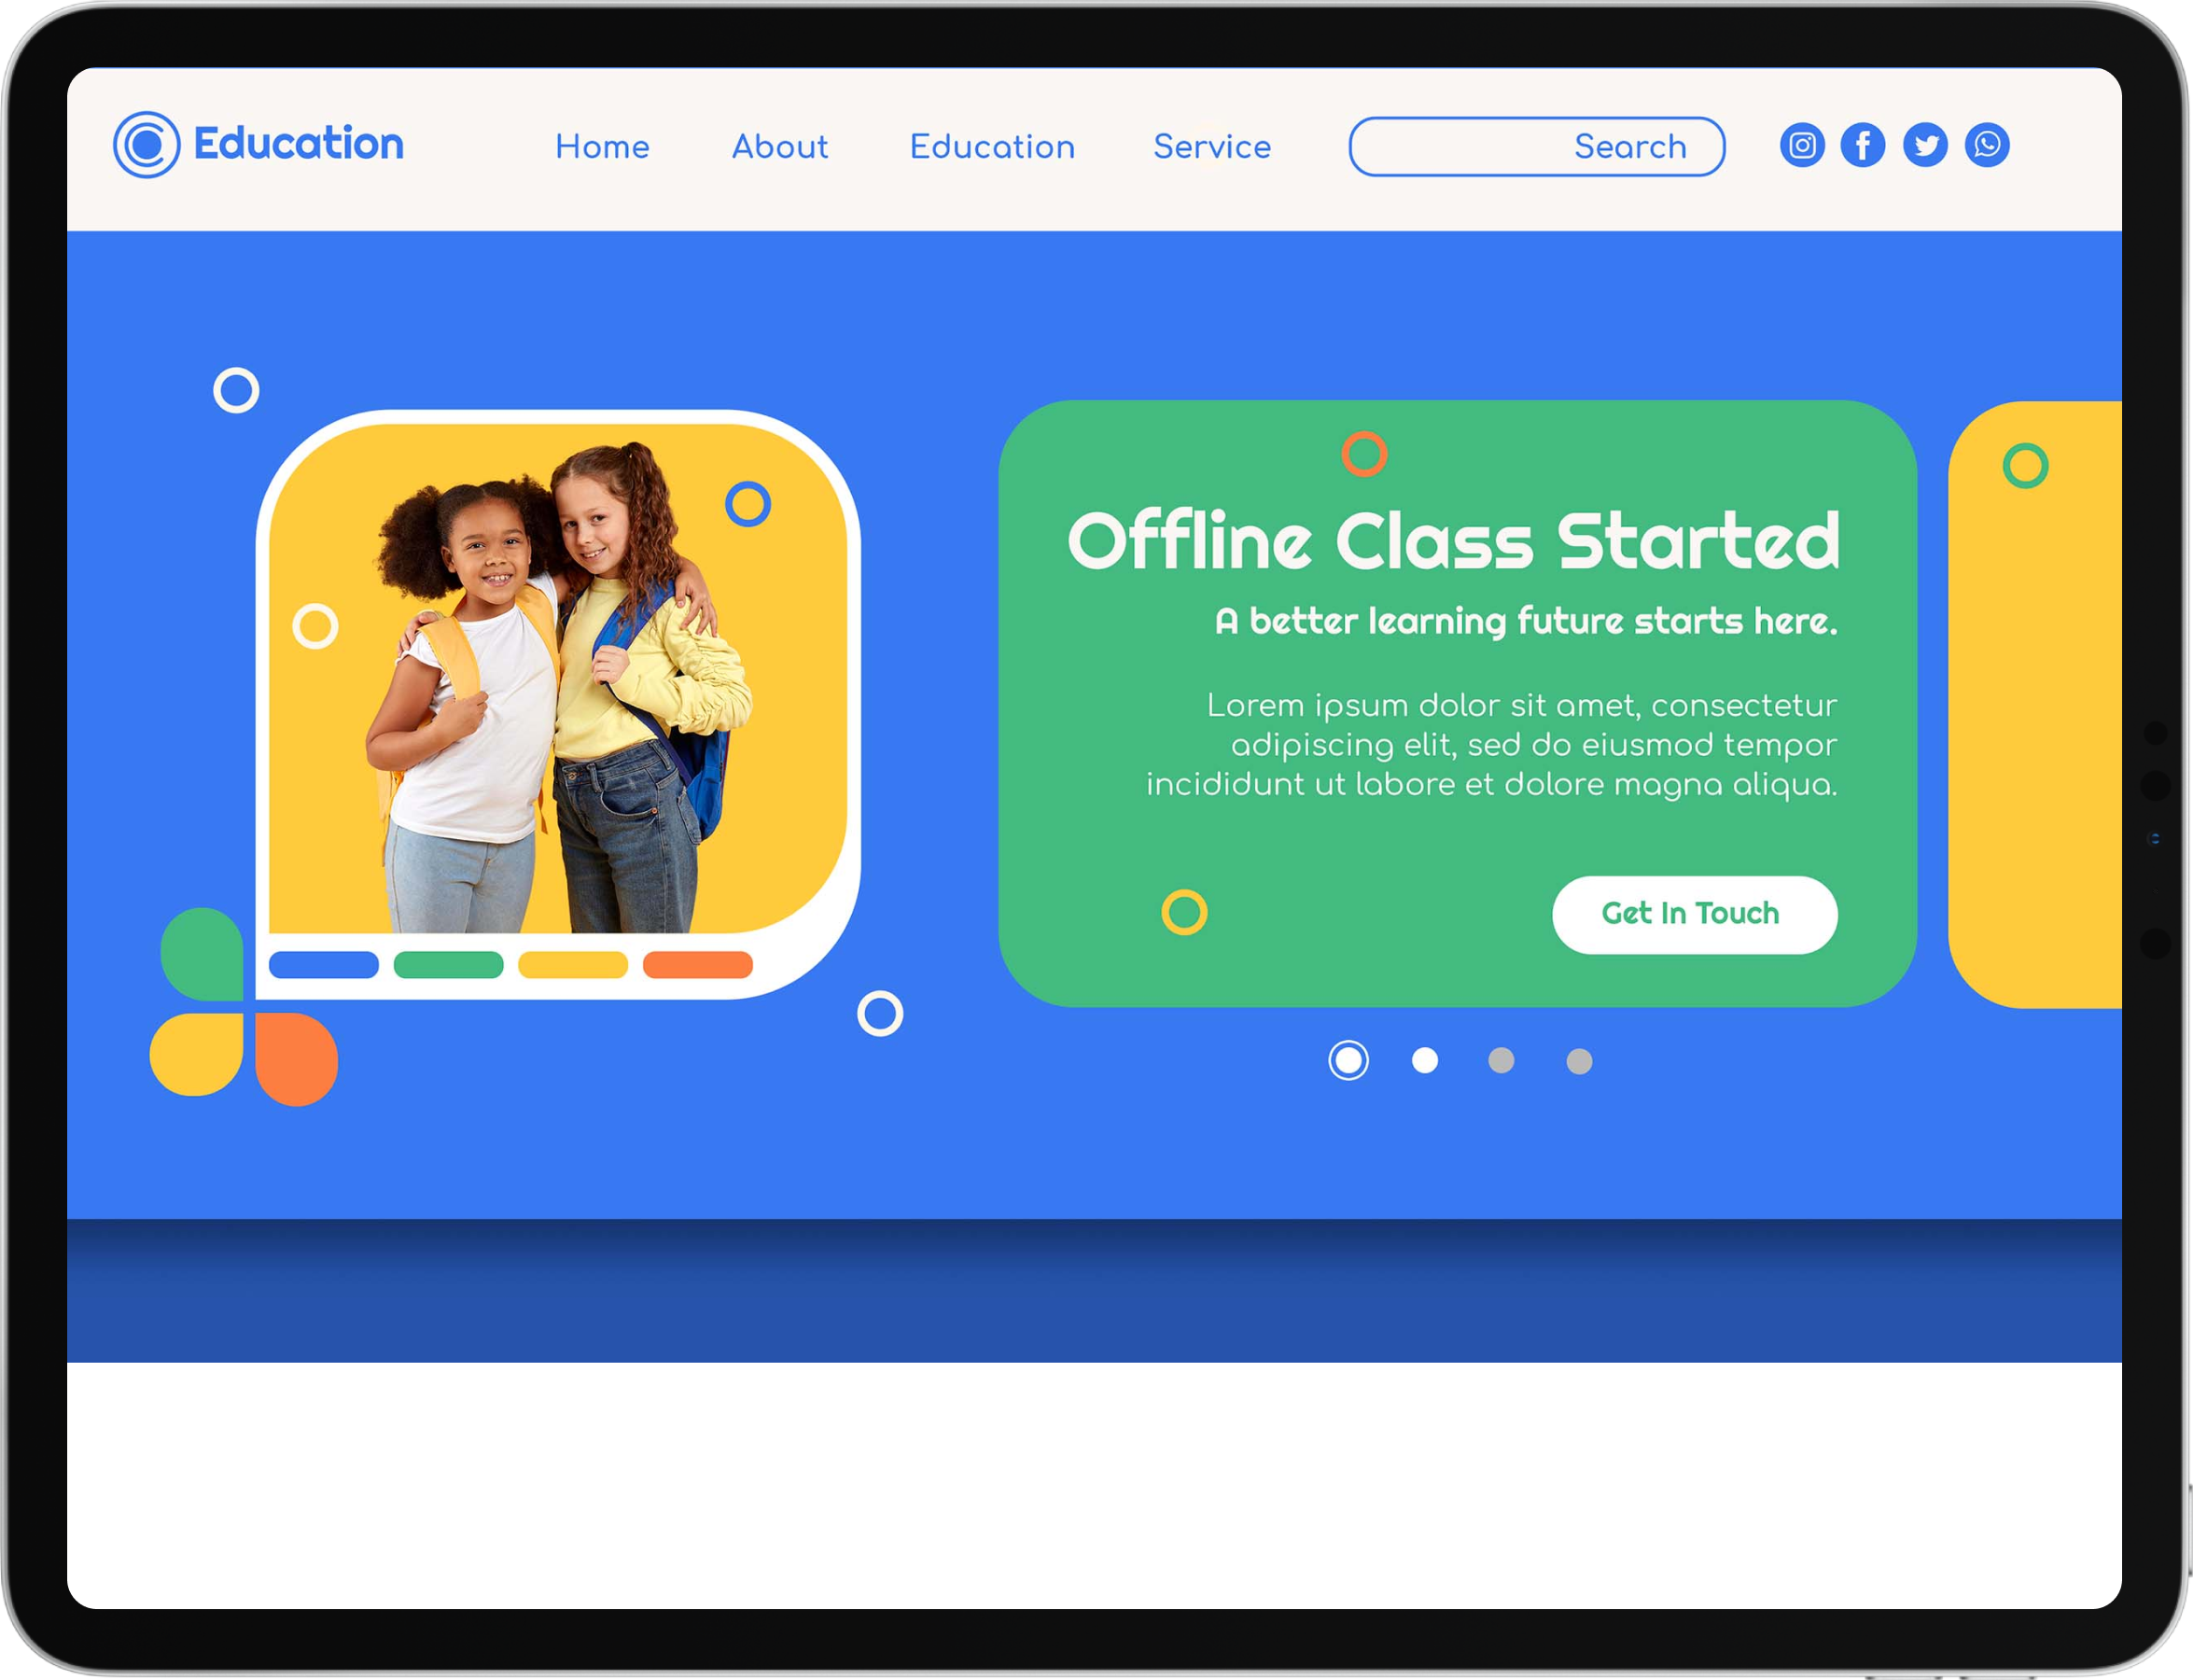 Education
Home
About
Education
Service
Search
Offline Class Started
A better learning future starts here.
Lorem ipsum dolor sit amet, consectetur
adipiscing elit, sed do eiusmod tempor
incididunt ut labore et dolore magna aliqua.
Get In Touch